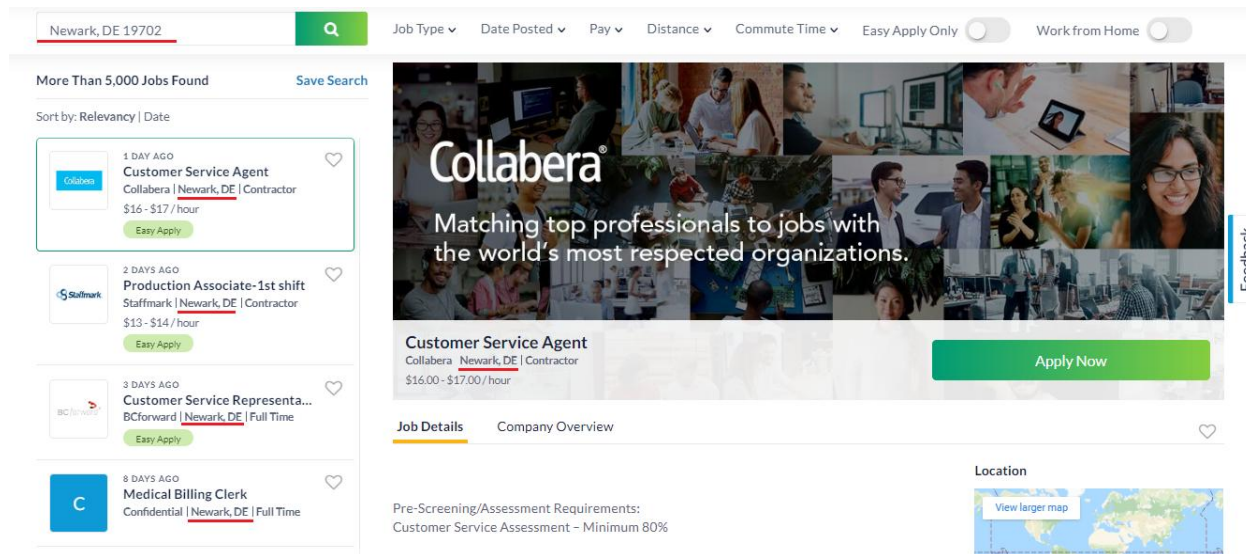 Newark, DE 19702
Job Type Date Posted Pay Distance Commute Time Easy Apply Only Work from Home
More Than 5,000 Jobs Found Save Search
Sort by: Relevancy | Date
Collabera
1 DAY AGO
Customer Service Agent
Collabera | Newark, DE | Contractor
$16 - $17 / hour
Easy Apply
Staffmark
2 DAYS AGO
Production Associate-1st shift
Staffmark | Newark, DE | Contractor
$13 - $14 / hour
Easy Apply
BCforward
3 DAYS AGO
Customer Service Representa...
BCforward | Newark, DE | Full Time
Easy Apply
C
8 DAYS AGO
Medical Billing Clerk
Confidential | Newark, DE | Full Time
Collabera®
Matching top professionals to jobs with
the world's most respected organizations.
Customer Service Agent
Collabera Newark, DE | Contractor
$16.00 - $17.00 / hour
Apply Now
Job Details Company Overview
Pre-Screening/Assessment Requirements:
Customer Service Assessment – Minimum 80%
Location
View larger map
Feedback